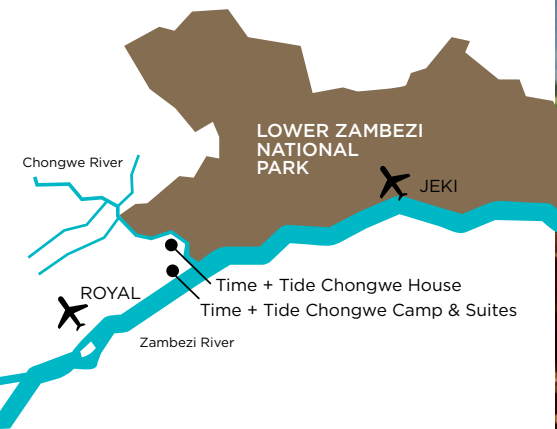 LOWER ZAMBEZI
NATIONAL
PARK
Chongwe River
JEKI
Time + Tide Chongwe House
ROYAL
Time + Tide Chongwe Camp & Suites
Zambezi River